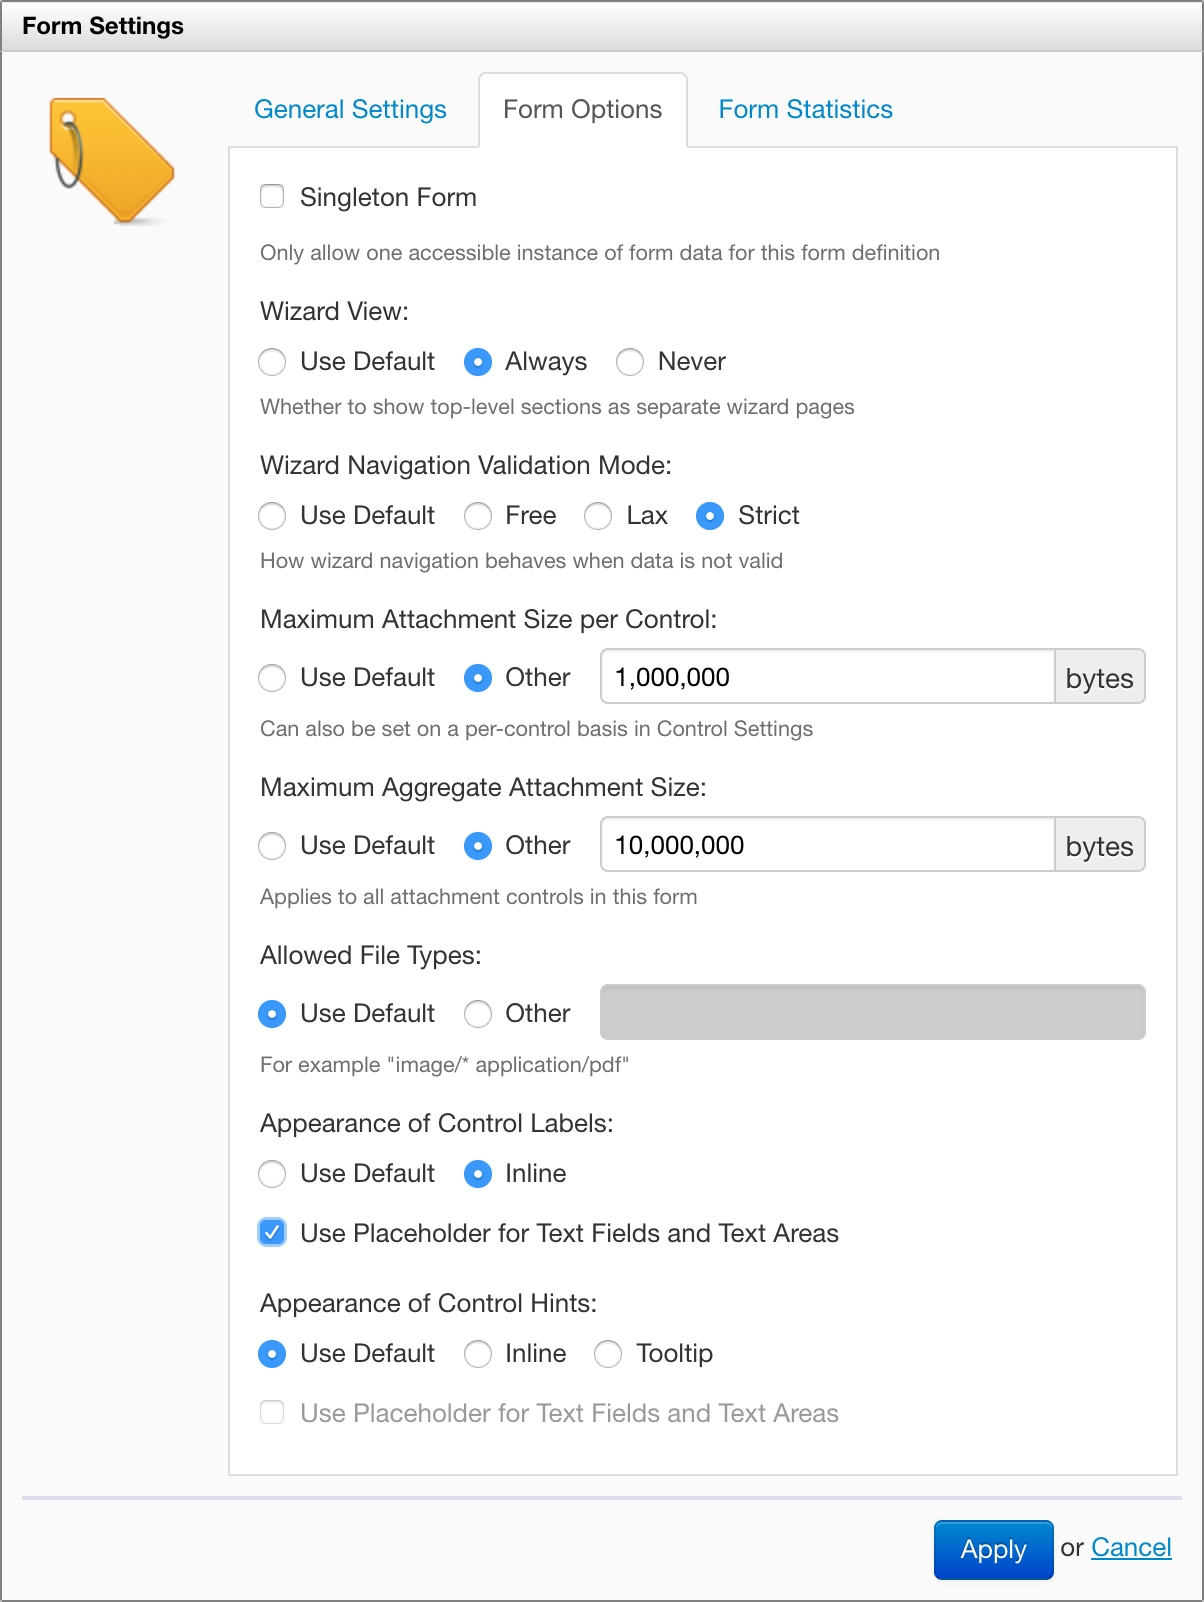 Form Settings
General Settings Form Options Form Statistics
Singleton Form
Only allow one accessible instance of form data for this form definition
Wizard View:
Use Default Always Never
Whether to show top-level sections as separate wizard pages
Wizard Navigation Validation Mode:
Use Default Free Lax Strict
How wizard navigation behaves when data is not valid
Maximum Attachment Size per Control:
Use Default Other 1,000,000 bytes
Can also be set on a per-control basis in Control Settings
Maximum Aggregate Attachment Size:
Use Default Other 10,000,000 bytes
Applies to all attachment controls in this form
Allowed File Types:
Use Default Other
For example "image/* application/pdf"
Appearance of Control Labels:
Use Default Inline
Use Placeholder for Text Fields and Text Areas
Appearance of Control Hints:
Use Default Inline Tooltip
Use Placeholder for Text Fields and Text Areas
Apply or Cancel